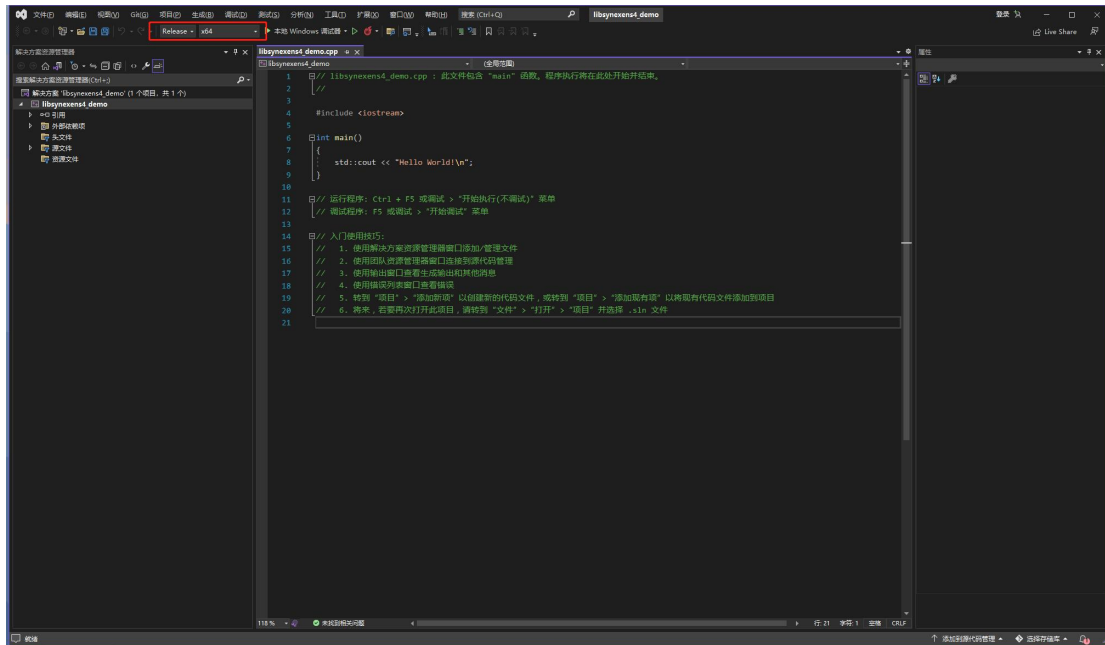 文件(F) 编辑(E) 视图(V) Git(G) 项目(P) 生成(B) 调试(D) 测试(S) 分析(N) 工具(T) 扩展(X) 窗口(W) 帮助(H) 搜索 (Ctrl+Q) libsynexens4_demo 登录
Release x64 本地 Windows 调试器 Live Share
解决方案资源管理器
搜索解决方案资源管理器(Ctrl+;)
解决方案 'libsynexens4_demo' (1 个项目，共 1 个)
libsynexens4_demo
引用
外部依赖项
头文件
源文件
资源文件
libsynexens4_demo.cpp
libsynexens4_demo (全局范围)
1 // libsynexens4_demo.cpp : 此文件包含 "main" 函数。程序执行将在此处开始并结束。
2 //
3
4 #include <iostream>
5
6 int main()
7 {
8 std::cout << "Hello World!\n";
9 }
10
11 // 运行程序: Ctrl + F5 或调试 > "开始执行(不调试)" 菜单
12 // 调试程序: F5 或调试 > "开始调试" 菜单
13
14 // 入门使用技巧:
15 // 1. 使用解决方案资源管理器窗口添加/管理文件
16 // 2. 使用团队资源管理器窗口连接到源代码管理
17 // 3. 使用输出窗口查看生成输出和其他消息
18 // 4. 使用错误列表窗口查看错误
19 // 5. 转到 "项目" > "添加新项" 以创建新的代码文件，或转到 "项目" > "添加现有项" 以将现有代码文件添加到项目
20 // 6. 将来，若要再次打开此项目，请转到 "文件" > "打开" > "项目" 并选择 .sln 文件
21
属性
118 % 未找到相关问题 行: 21 字符: 1 空格 CRLF
就绪 添加到源代码管理 选择存储库